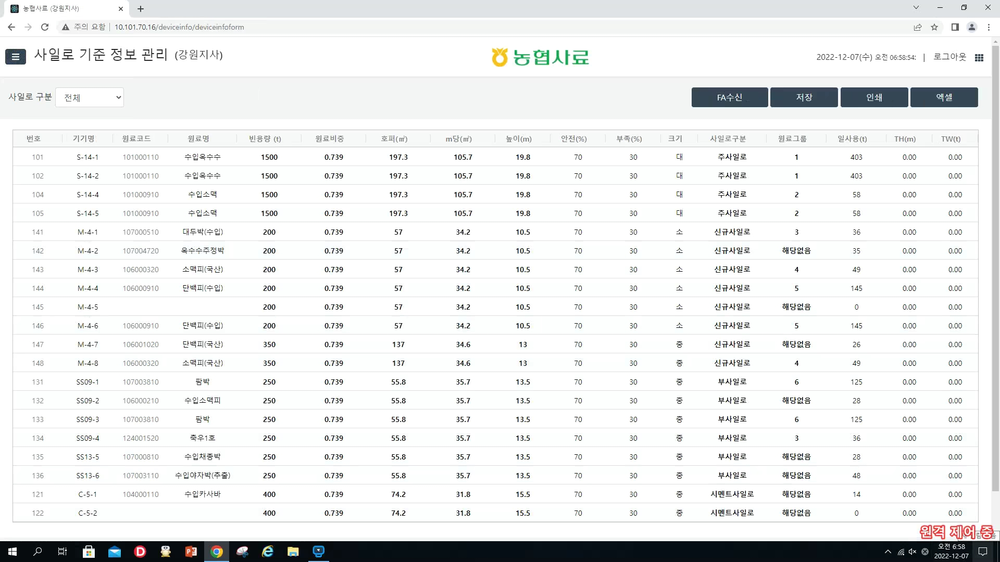 농협사료 (강원지사)
주의 요함 | 10.101.70.16/deviceinfo/deviceinfoform
사일로 기준 정보 관리 (강원지사)
농협사료
2022-12-07(수) 오전 06:58:54: | 로그아웃
사일로 구분 전체
FA수신 저장 인쇄 엑셀
번호 기기명 원료코드 원료명 빈용량 (t) 원료비중 호퍼(㎥) m당(㎥) 높이(m) 안전(%) 부족(%) 크기 사일로구분 원료그룹 일사용(t) TH(m) TW(t)
101 S-14-1 101000110 수입옥수수 1500 0.739 197.3 105.7 19.8 70 30 대 주사일로 1 403 0.00 0.00
102 S-14-2 101000110 수입옥수수 1500 0.739 197.3 105.7 19.8 70 30 대 주사일로 1 403 0.00 0.00
104 S-14-4 101000910 수입소맥 1500 0.739 197.3 105.7 19.8 70 30 대 주사일로 2 58 0.00 0.00
105 S-14-5 101000910 수입소맥 1500 0.739 197.3 105.7 19.8 70 30 대 주사일로 2 58 0.00 0.00
141 M-4-1 107000510 대두박(수입) 200 0.739 57 34.2 10.5 70 30 소 신규사일로 3 36 0.00 0.00
142 M-4-2 107004720 옥수수주정박 200 0.739 57 34.2 10.5 70 30 소 신규사일로 해당없음 35 0.00 0.00
143 M-4-3 106000320 소맥피(국산) 200 0.739 57 34.2 10.5 70 30 소 신규사일로 4 49 0.00 0.00
144 M-4-4 106000910 단백피(수입) 200 0.739 57 34.2 10.5 70 30 소 신규사일로 5 145 0.00 0.00
145 M-4-5 200 0.739 57 34.2 10.5 70 30 소 신규사일로 해당없음 0 0.00 0.00
146 M-4-6 106000910 단백피(수입) 200 0.739 57 34.2 10.5 70 30 소 신규사일로 5 145 0.00 0.00
147 M-4-7 106001020 단백피(국산) 350 0.739 137 34.6 13 70 30 중 신규사일로 해당없음 26 0.00 0.00
148 M-4-8 106000320 소맥피(국산) 350 0.739 137 34.6 13 70 30 중 신규사일로 4 49 0.00 0.00
131 SS09-1 107003810 팜박 250 0.739 55.8 35.7 13.5 70 30 중 부사일로 6 125 0.00 0.00
132 SS09-2 106000210 수입소맥피 250 0.739 55.8 35.7 13.5 70 30 중 부사일로 해당없음 28 0.00 0.00
133 SS09-3 107003810 팜박 250 0.739 55.8 35.7 13.5 70 30 중 부사일로 6 125 0.00 0.00
134 SS09-4 124001520 축우1호 250 0.739 55.8 35.7 13.5 70 30 중 부사일로 3 36 0.00 0.00
135 SS13-5 107000810 수입채종박 250 0.739 55.8 35.7 13.5 70 30 중 부사일로 해당없음 28 0.00 0.00
136 SS13-6 107003110 수입야자박(추출) 250 0.739 55.8 35.7 13.5 70 30 중 부사일로 해당없음 48 0.00 0.00
121 C-5-1 104000110 수입카사바 400 0.739 74.2 31.8 15.5 70 30 중 시멘트사일로 해당없음 14 0.00 0.00
122 C-5-2 400 0.739 74.2 31.8 15.5 70 30 중 시멘트사일로 해당없음 0 0.00 0.00
원격 제어 중
오전 6:58
2022-12-07